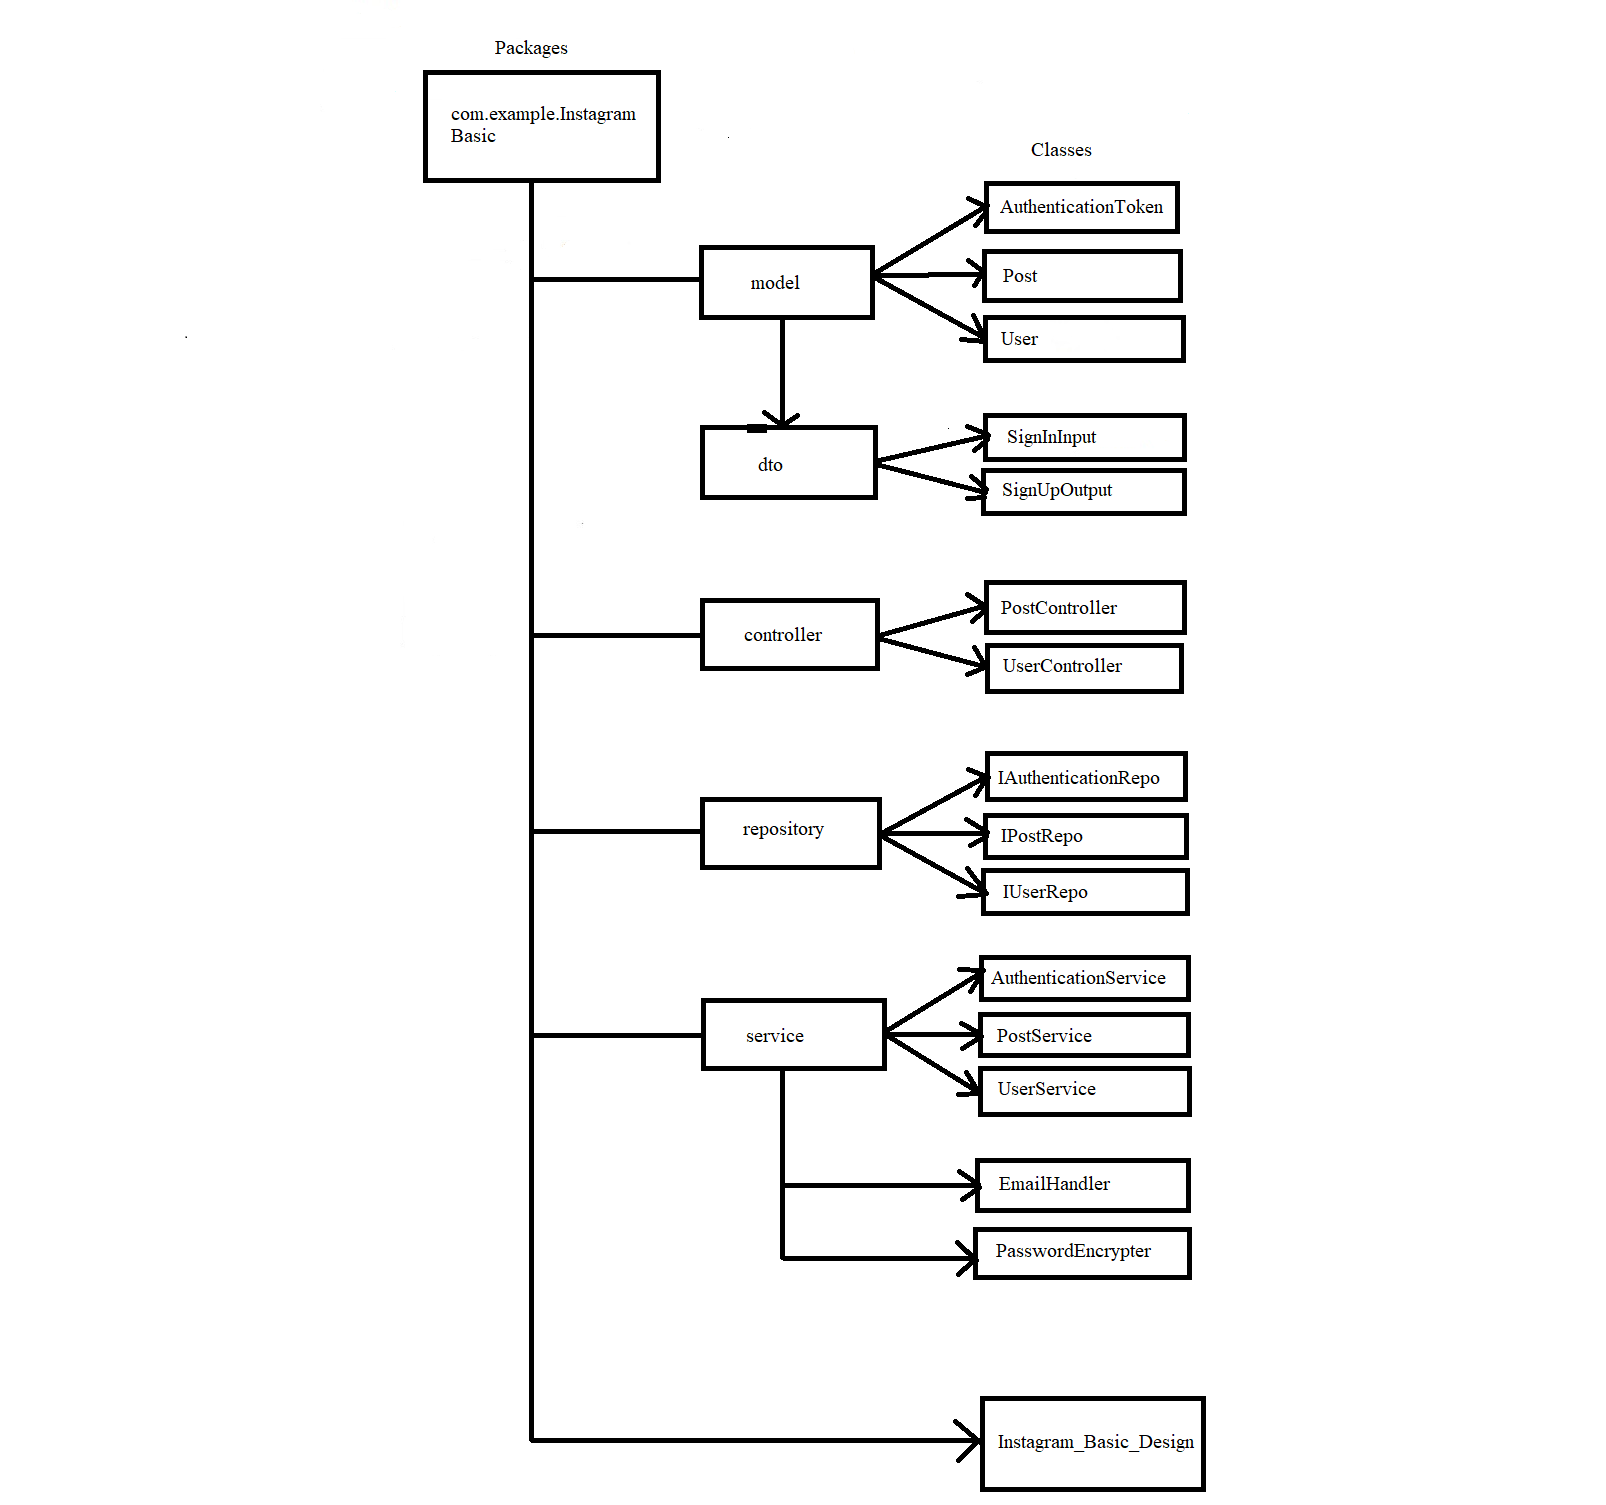 Packages
com.example.Instagram
Basic
Classes
AuthenticationToken
model
Post
User
dto
SignInInput
SignUpOutput
controller
PostController
UserController
repository
IAuthenticationRepo
IPostRepo
IUserRepo
service
AuthenticationService
PostService
UserService
EmailHandler
PasswordEncrypter
Instagram_Basic_Design